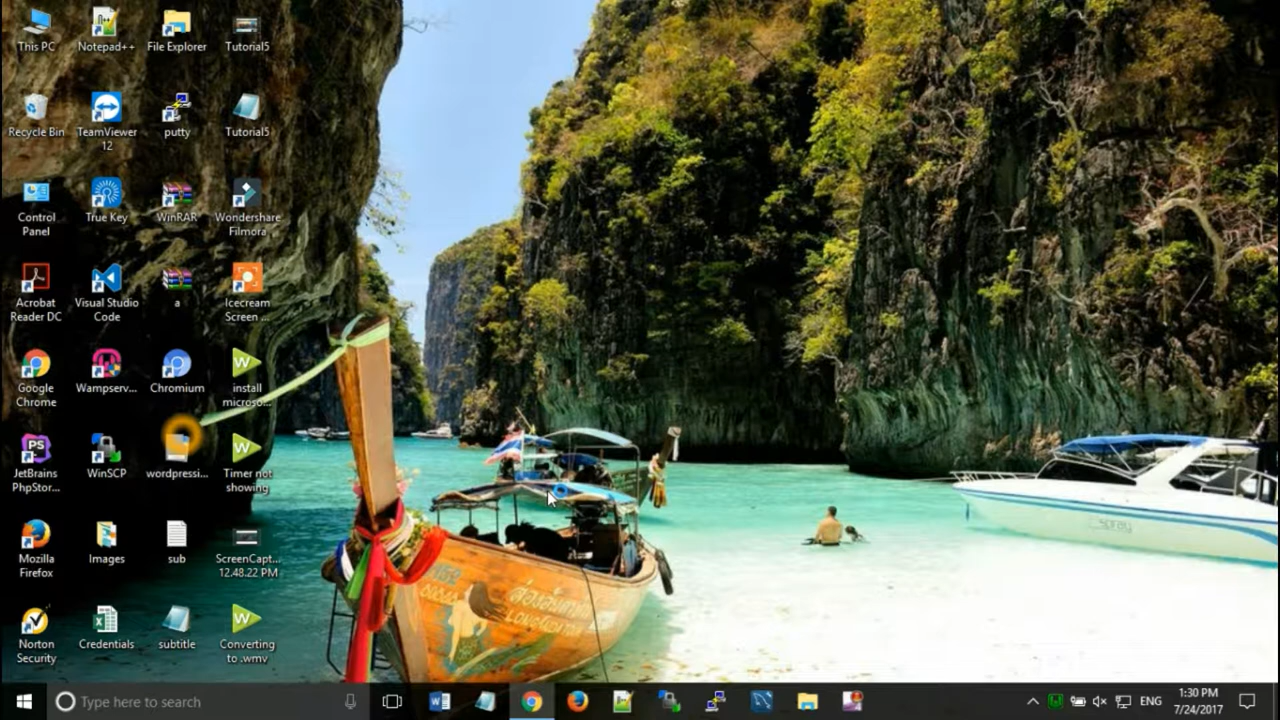 This PC
Notepad++
File Explorer
Tutorial5
Recycle Bin
TeamViewer
12
putty
Tutorial5
Control
Panel
True Key
WinRAR
Wondershare
Filmora
Acrobat
Reader DC
Visual Studio
Code
a
Icecream
Screen ...
Google
Chrome
Wampserv...
Chromium
install
microso...
JetBrains
PhpStor...
WinSCP
wordpressi...
Timer not
showing
Mozilla
Firefox
Images
sub
ScreenCapt...
12.48.22 PM
Norton
Security
Credentials
subtitle
Converting
to .wmv
spray
Type here to search
ENG
1:30 PM
7/24/2017